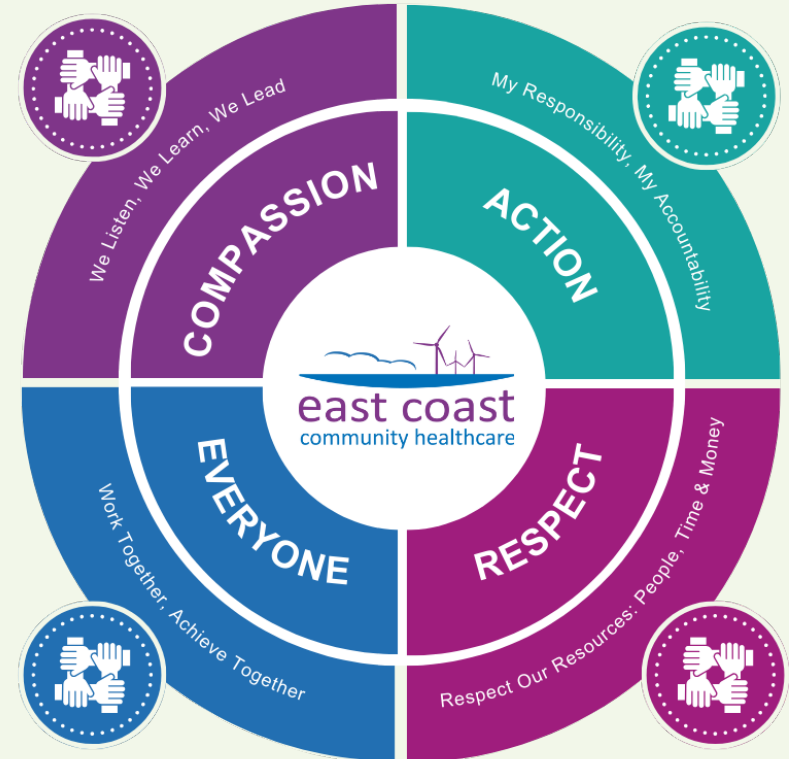 We Listen, We Learn, We Lead
COMPASSION
My Responsibility, My Accountability
ACTION
east coast
community healthcare
EVERYONE
Work Together, Achieve Together
RESPECT
Respect Our Resources: People, Time & Money